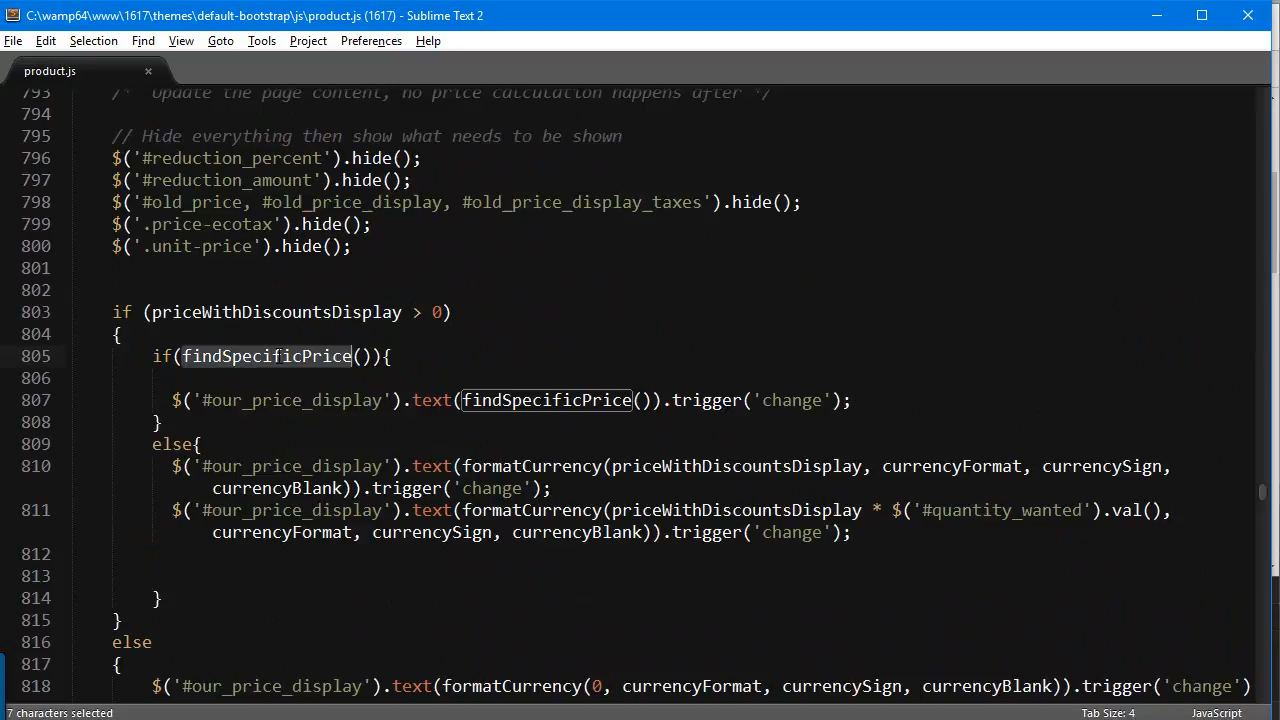 C:\wamp64\www\1617\themes\default-bootstrap\js\product.js (1617) - Sublime Text 2
File Edit Selection Find View Goto Tools Project Preferences Help
product.js ×
793 /* Update the page content, no price calculation happens after */
794
795 // Hide everything then show what needs to be shown
796 $('#reduction_percent').hide();
797 $('#reduction_amount').hide();
798 $('#old_price, #old_price_display, #old_price_display_taxes').hide();
799 $('.price-ecotax').hide();
800 $('.unit-price').hide();
801
802
803 if (priceWithDiscountsDisplay > 0)
804 {
805 if(findSpecificPrice()){
806
807 $('#our_price_display').text(findSpecificPrice()).trigger('change');
808 }
809 else{
810 $('#our_price_display').text(formatCurrency(priceWithDiscountsDisplay, currencyFormat, currencySign,
currencyBlank)).trigger('change');
811 $('#our_price_display').text(formatCurrency(priceWithDiscountsDisplay * $('#quantity_wanted').val(),
currencyFormat, currencySign, currencyBlank)).trigger('change');
812
813
814 }
815 }
816 else
817 {
818 $('#our_price_display').text(formatCurrency(0, currencyFormat, currencySign, currencyBlank)).trigger('change')
7 characters selected Tab Size: 4 JavaScript